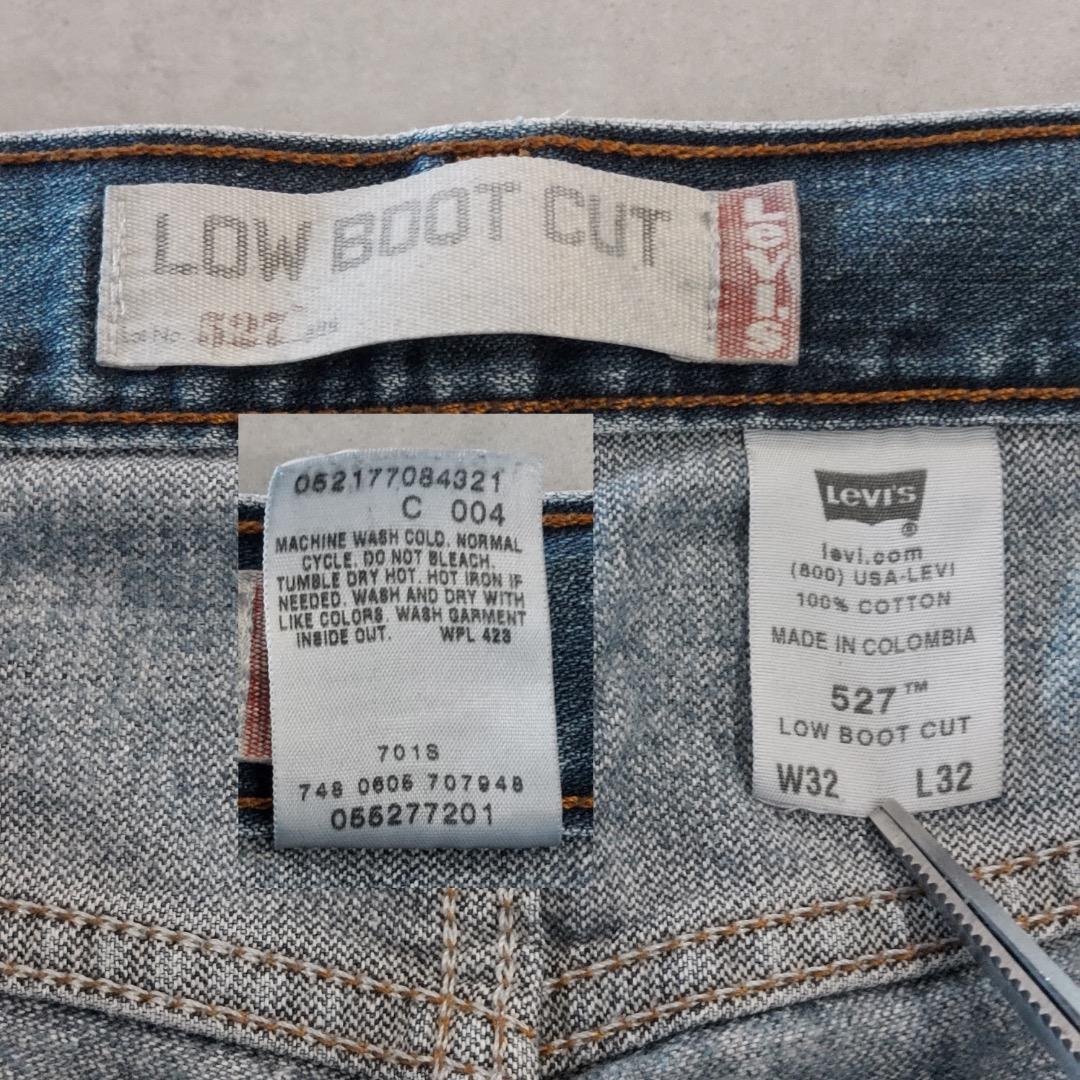 LOW BOOT CUT
Lot No 527
LEVI'S
052177084321
C 004
MACHINE WASH COLD. NORMAL
CYCLE. DO NOT BLEACH.
TUMBLE DRY HOT. HOT IRON IF
NEEDED. WASH AND DRY WITH
LIKE COLORS. WASH GARMENT
INSIDE OUT. WPL 423
701S
748 0605 707948
055277201
LEVI'S ®
levi.com
(800) USA-LEVI
100% COTTON
MADE IN COLOMBIA
527™
LOW BOOT CUT
W32 L32